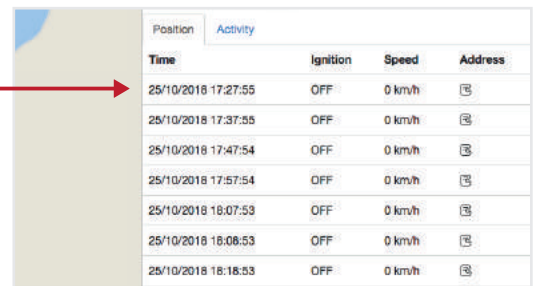 Position Activity
Time Ignition Speed Address
25/10/2018 17:27:55 OFF 0 km/h
25/10/2018 17:37:55 OFF 0 km/h
25/10/2018 17:47:54 OFF 0 km/h
25/10/2018 17:57:54 OFF 0 km/h
25/10/2018 18:07:53 OFF 0 km/h
25/10/2018 18:08:53 OFF 0 km/h
25/10/2018 18:18:53 OFF 0 km/h